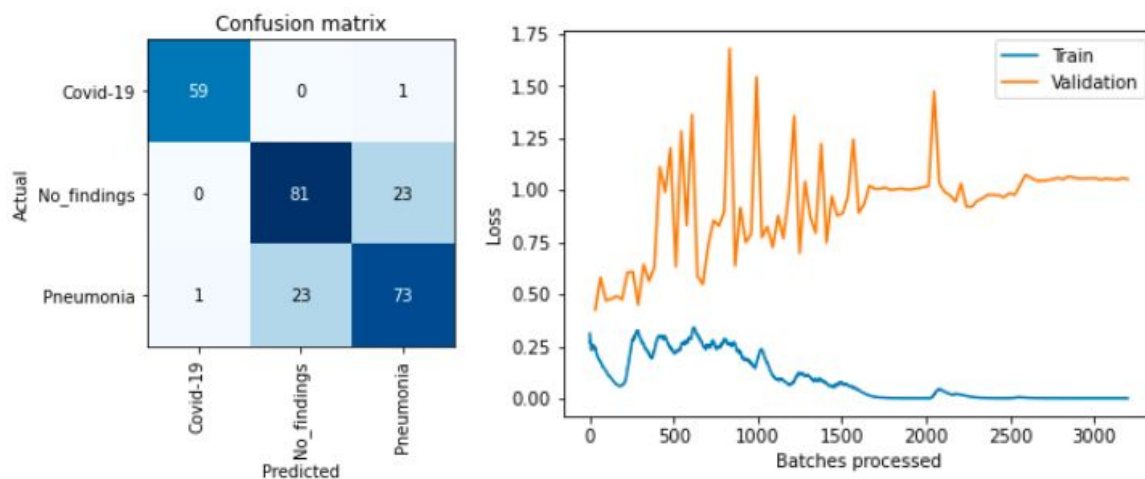 Confusion matrix
Actual
Covid-19
No_findings
Pneumonia
59 0 1
0 81 23
1 23 73
Covid-19
No_findings
Pneumonia
Predicted
Loss
1.75
1.50
1.25
1.00
0.75
0.50
0.25
0.00
Train
Validation
0 500 1000 1500 2000 2500 3000
Batches processed